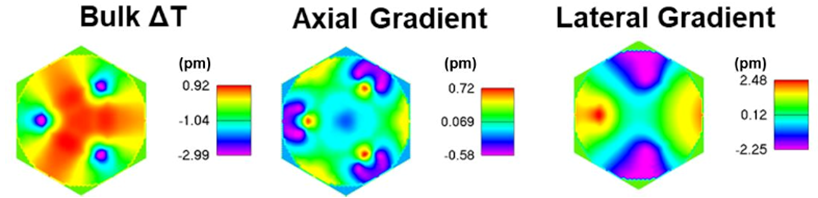 Bulk ΔT
(pm)
0.92
-1.04
-2.99
Axial Gradient
(pm)
0.72
0.069
-0.58
Lateral Gradient
(pm)
2.48
0.12
-2.25